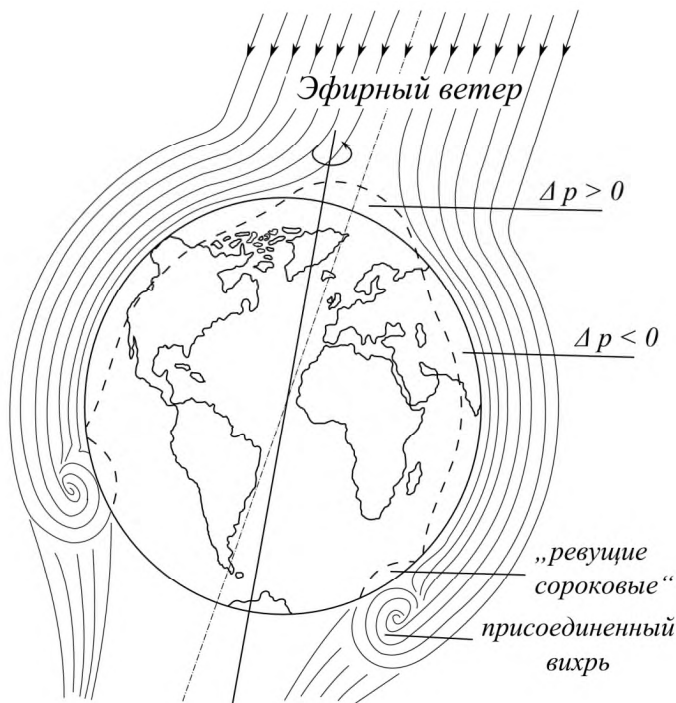 Эфирный ветер
Δ p > 0
Δ p < 0
„ревущие
сороковые“
присоединенный
вихрь